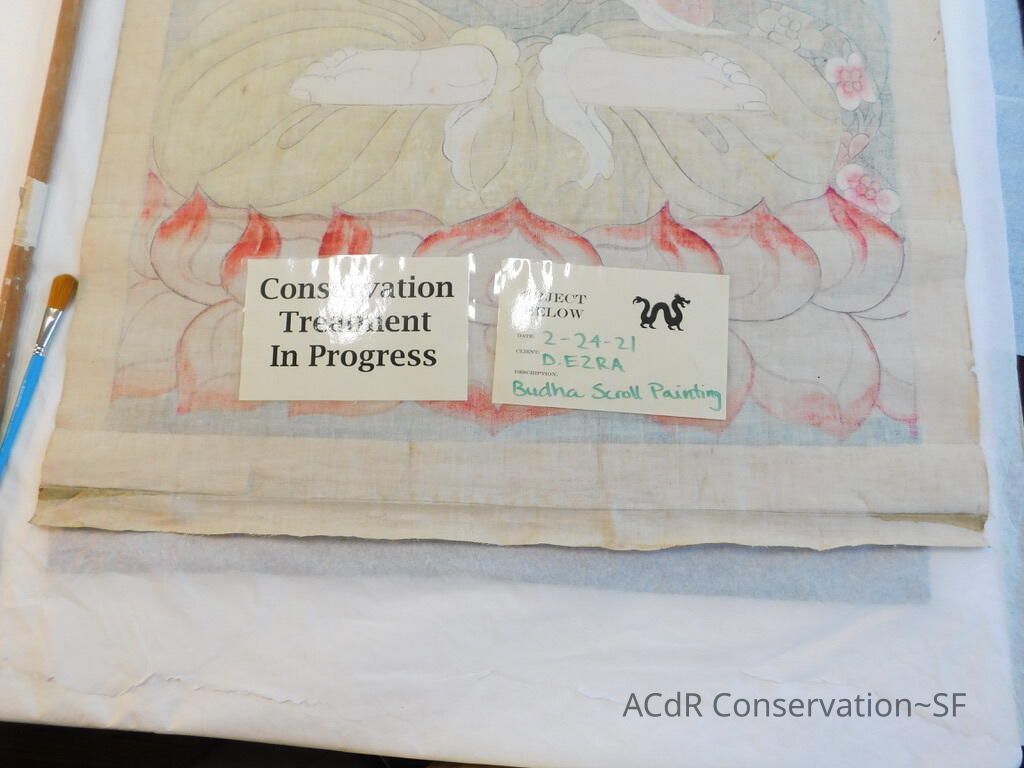 Conservation
Treatment
In Progress
OBJECT
BELOW
DATE: 2-24-21
CLIENT: D. EZRA
DESCRIPTION:
Budha Scroll Painting
ACdR Conservation~SF